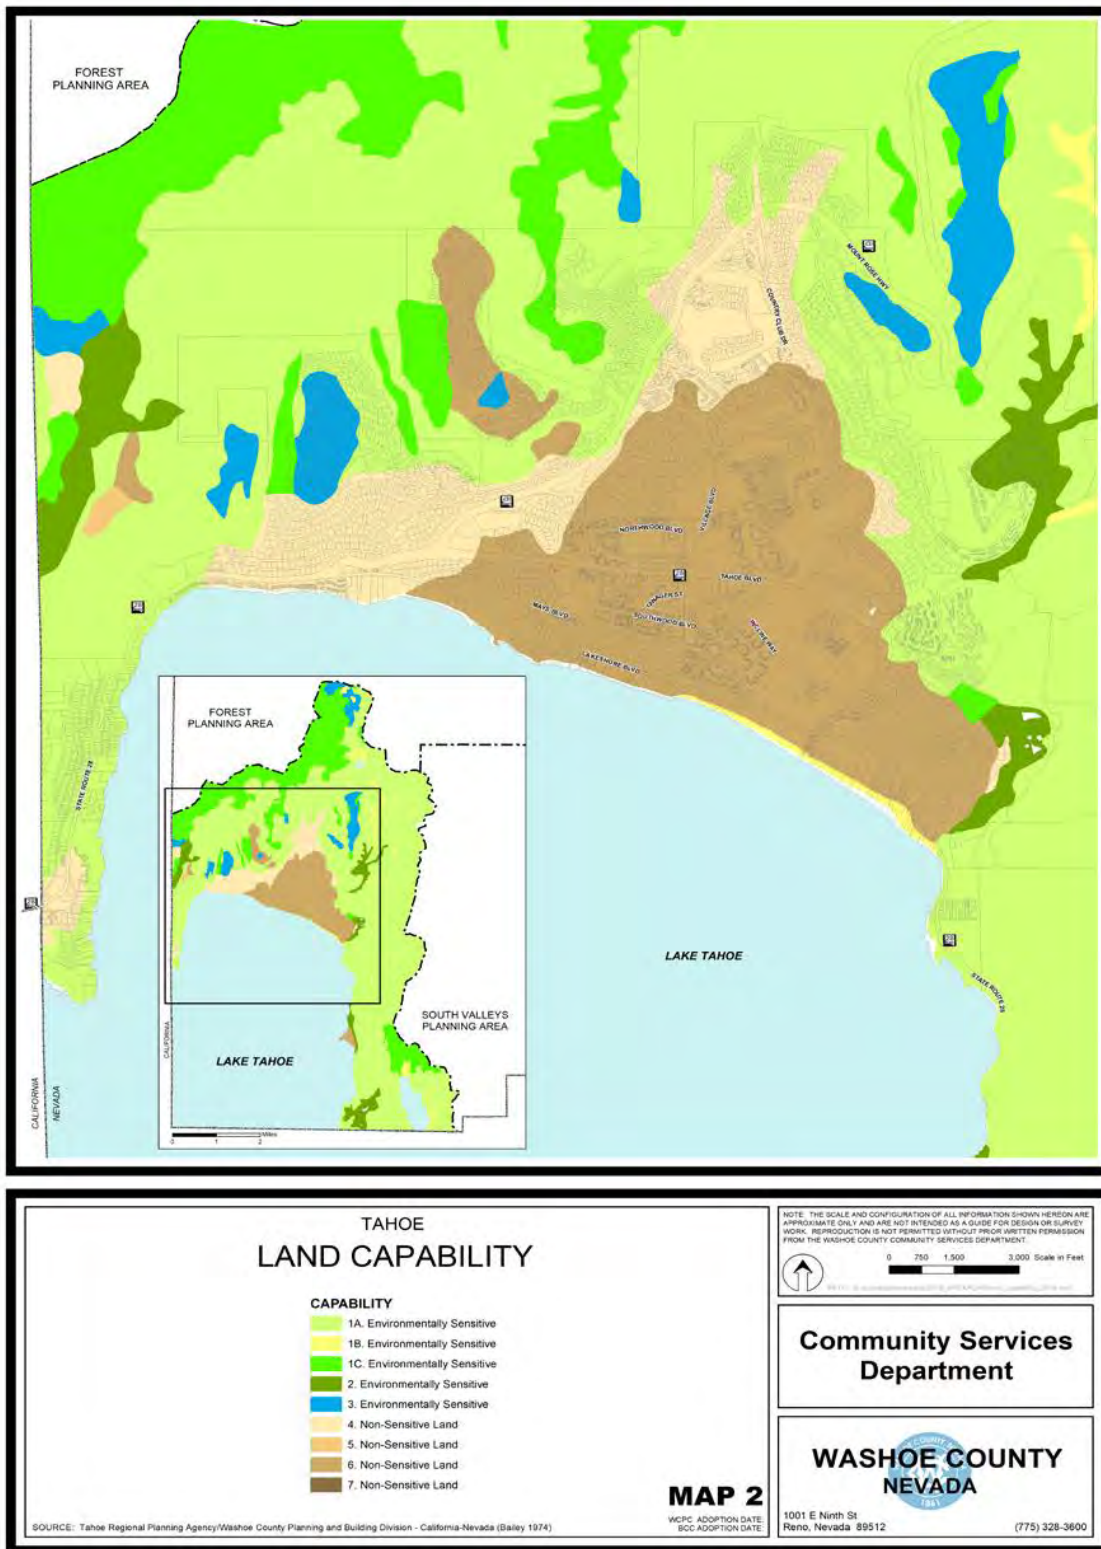 FOREST
PLANNING AREA
MOUNT ROSE HWY
COUNTRY CLUB DR
VILLAGE BLVD
NORTHWOOD BLVD
TAHOE BLVD
TANAGER ST
MAYS BLVD
SOUTHWOOD BLVD
INCLINE WAY
LAKESHORE BLVD
STATE ROUTE 28
LAKE TAHOE
STATE ROUTE 28
CALIFORNIA
NEVADA
FOREST
PLANNING AREA
SOUTH VALLEYS
PLANNING AREA
CALIFORNIA
LAKE TAHOE
0 1 2 Miles
TAHOE
LAND CAPABILITY
CAPABILITY
1A. Environmentally Sensitive
1B. Environmentally Sensitive
1C. Environmentally Sensitive
2. Environmentally Sensitive
3. Environmentally Sensitive
4. Non-Sensitive Land
5. Non-Sensitive Land
6. Non-Sensitive Land
7. Non-Sensitive Land
MAP 2
WCPC ADOPTION DATE:
BCC ADOPTION DATE:
SOURCE: Tahoe Regional Planning Agency/Washoe County Planning and Building Division - California-Nevada (Bailey 1974)
NOTE: THE SCALE AND CONFIGURATION OF ALL INFORMATION SHOWN HEREON ARE
APPROXIMATE ONLY AND ARE NOT INTENDED AS A GUIDE FOR DESIGN OR SURVEY
WORK. REPRODUCTION IS NOT PERMITTED WITHOUT PRIOR WRITTEN PERMISSION
FROM THE WASHOE COUNTY COMMUNITY SERVICES DEPARTMENT.
0 750 1,500 3,000 Scale in Feet
Community Services
Department
WASHOE COUNTY
NEVADA
1861
1001 E Ninth St
Reno, Nevada 89512
(775) 328-3600